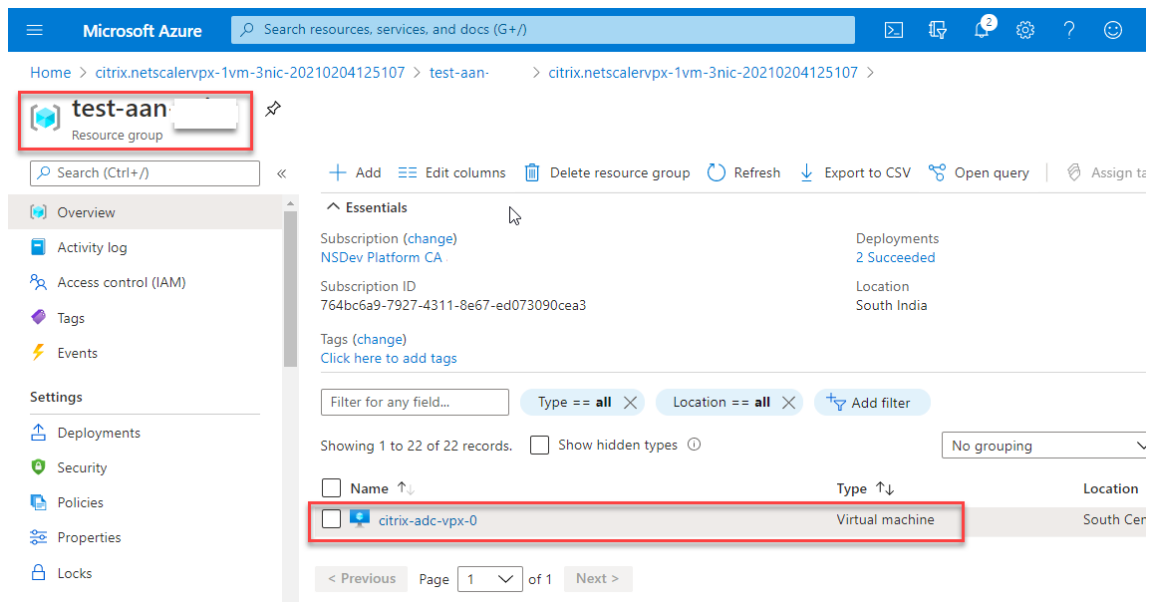 Microsoft Azure Search resources, services, and docs (G+/) 2
Home > citrix.netscalervpx-1vm-3nic-20210204125107 > test-aan- > citrix.netscalervpx-1vm-3nic-20210204125107 >
test-aan-
Resource group
Search (Ctrl+/) «
Add Edit columns Delete resource group Refresh Export to CSV Open query Assign ta
Overview
Activity log
Access control (IAM)
Tags
Events
Settings
Deployments
Security
Policies
Properties
Locks
Essentials
Subscription (change)
NSDev Platform CA
Subscription ID
764bc6a9-7927-4311-8e67-ed073090cea3
Tags (change)
Click here to add tags
Deployments
2 Succeeded
Location
South India
Filter for any field... Type == all Location == all Add filter
Showing 1 to 22 of 22 records. Show hidden types No grouping
Name ↑↓ Type ↑↓ Location
citrix-adc-vpx-0 Virtual machine South Cen
< Previous Page 1 of 1 Next >